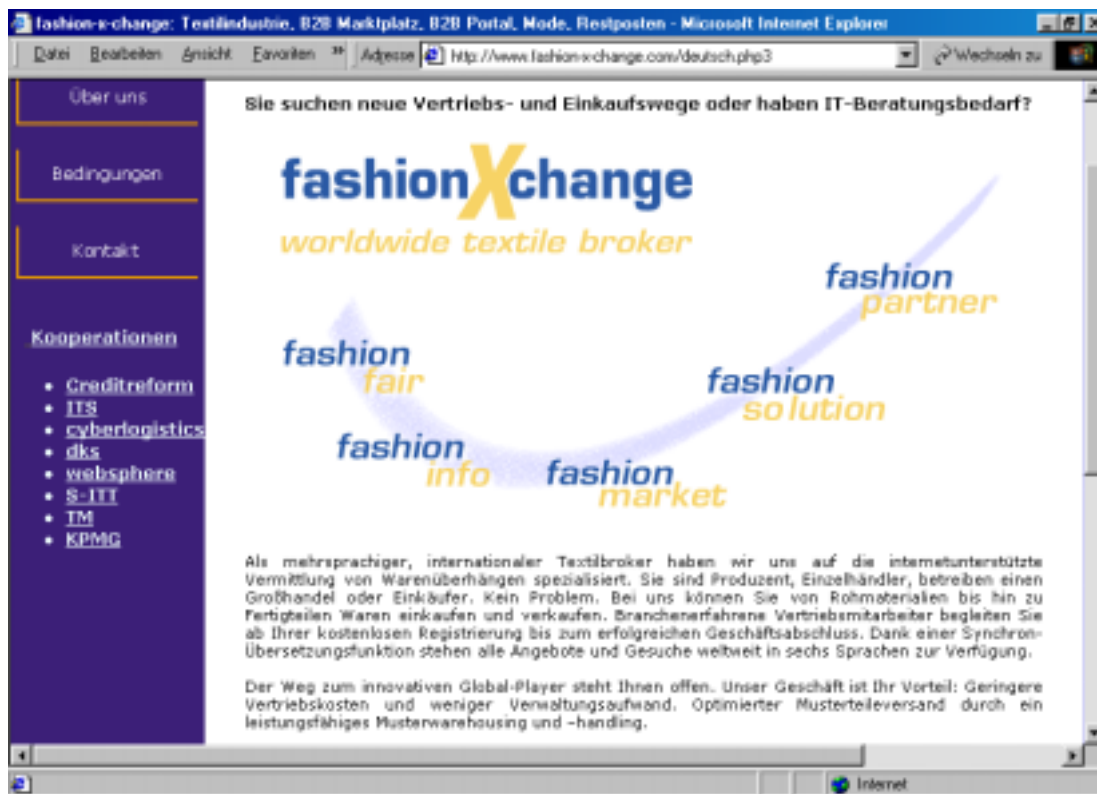 fashion-x-change: Textilindustrie, B2B Marktplatz, B2B Portal, Mode, Restposten - Microsoft Internet Explorer
Datei Bearbeiten Ansicht Favoriten » Adresse http://www.fashion-x-change.com/deutsch.php3 Wechseln zu
Über uns
Bedingungen
Kontakt
Kooperationen
• Creditreform
• ITS
• cyberlogistics
• dks
• websphere
• S-ITT
• TM
• KPMG
Sie suchen neue Vertriebs- und Einkaufswege oder haben IT-Beratungsbedarf?
fashionXchange
worldwide textile broker
fashion
partner
fashion
fair
fashion
solution
fashion
info
fashion
market
Als mehrsprachiger, internationaler Textilbroker haben wir uns auf die internetunterstützte
Vermittlung von Warenüberhängen spezialisiert. Sie sind Produzent, Einzelhändler, betreiben einen
Großhandel oder Einkäufer. Kein Problem. Bei uns können Sie von Rohmaterialien bis hin zu
Fertigteilen Waren einkaufen und verkaufen. Branchenerfahrene Vertriebsmitarbeiter begleiten Sie
ab Ihrer kostenlosen Registrierung bis zum erfolgreichen Geschäftsabschluss. Dank einer Synchron-
Übersetzungsfunktion stehen alle Angebote und Gesuche weltweit in sechs Sprachen zur Verfügung.
Der Weg zum innovativen Global-Player steht Ihnen offen. Unser Geschäft ist Ihr Vorteil: Geringere
Vertriebskosten und weniger Verwaltungsaufwand. Optimierter Musterteileversand durch ein
leistungsfähiges Musterwarehousing und –handling.
Internet